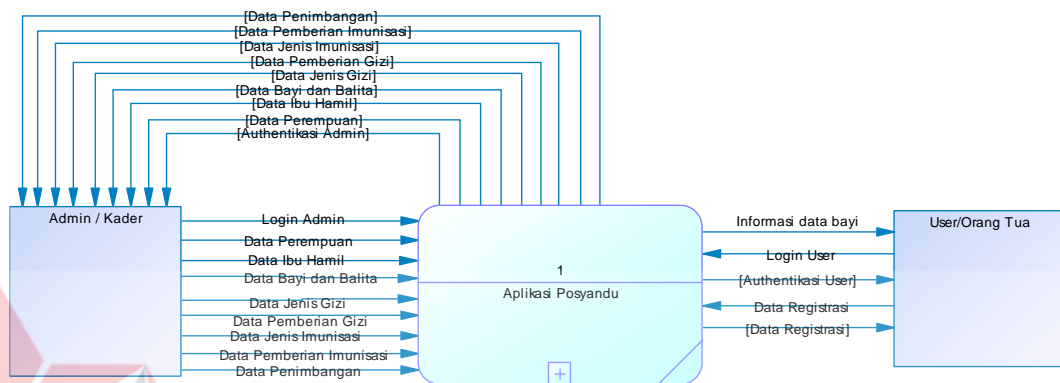 [Data Penimbangan]
[Data Pemberian Imunisasi]
[Data Jenis Imunisasi]
[Data Pemberian Gizi]
[Data Jenis Gizi]
[Data Bayi dan Balita]
[Data Ibu Hamil]
[Data Perempuan]
[Authentikasi Admin]
Admin / Kader
Login Admin
Data Perempuan
Data Ibu Hamil
Data Bayi dan Balita
Data Jenis Gizi
Data Pemberian Gizi
Data Jenis Imunisasi
Data Pemberian Imunisasi
Data Penimbangan
1
Aplikasi Posyandu
Informasi data bayi
Login User
[Authentikasi User]
Data Registrasi
[Data Registrasi]
User/Orang Tua